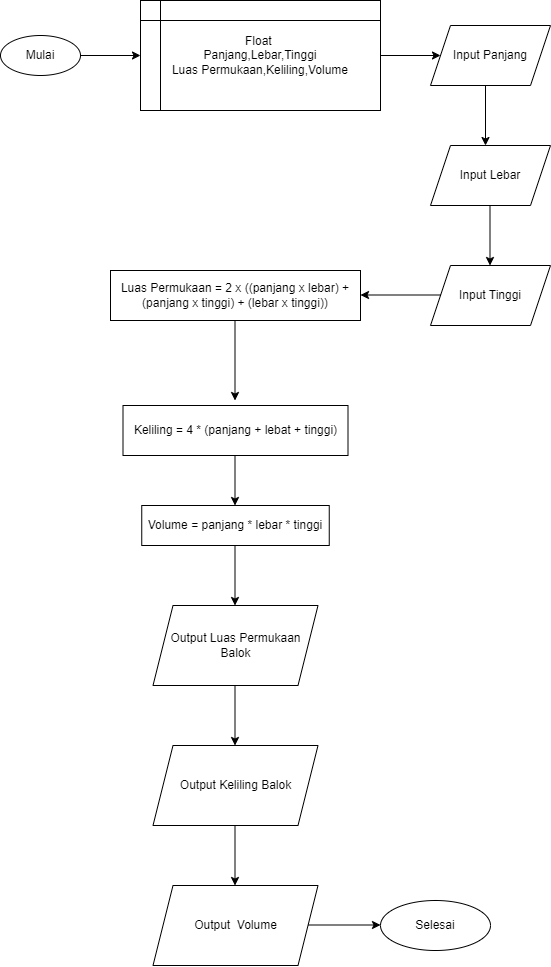 Mulai
Float
Panjang,Lebar,Tinggi
Luas Permukaan,Keliling,Volume
Input Panjang
Input Lebar
Input Tinggi
Luas Permukaan = 2 x ((panjang x lebar) +
(panjang x tinggi) + (lebar x tinggi))
Keliling = 4 * (panjang + lebat + tinggi)
Volume = panjang * lebar * tinggi
Output Luas Permukaan
Balok
Output Keliling Balok
Output Volume
Selesai